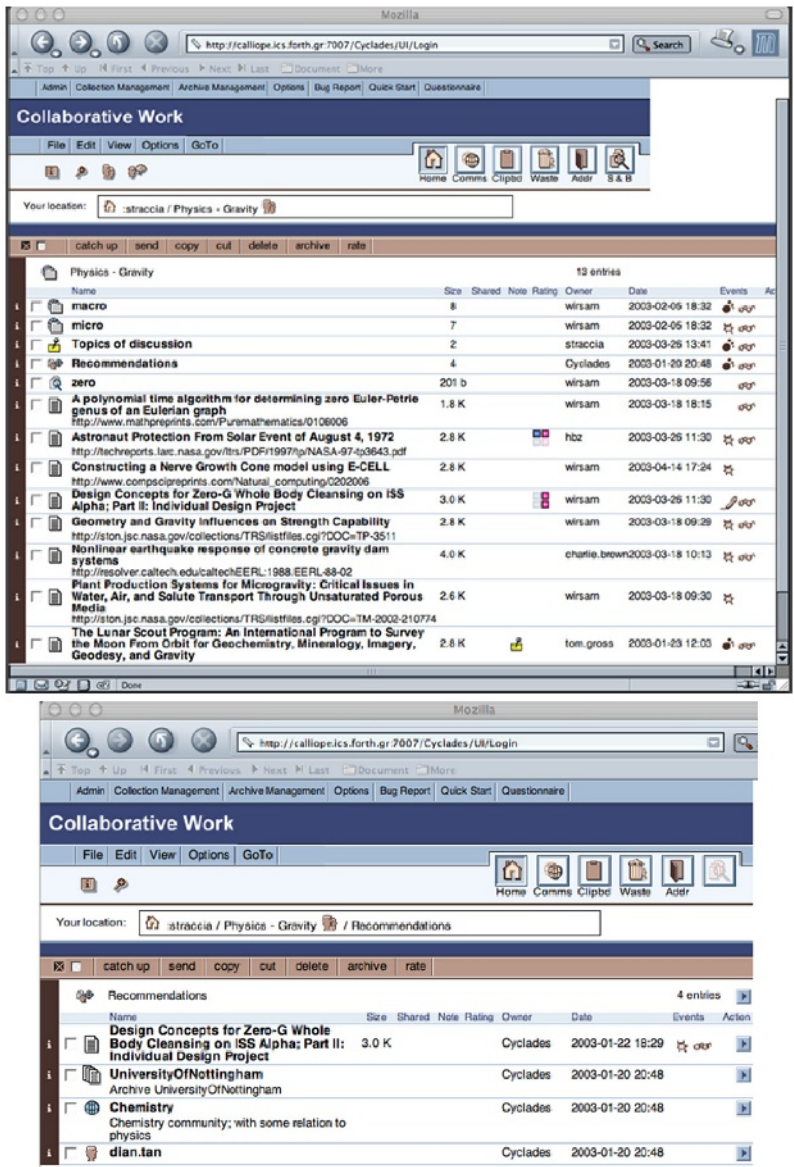 Mozilla
http://calliope.ics.forth.gr:7007/Cyclades/UI/Login
Search
Top Up First Previous Next Last Document More
Admin Collection Management Archive Management Options Bug Report Quick Start Questionnaire
Collaborative Work
File Edit View Options GoTo
Home Comms Clipbd Waste Addr S & B
Your location: :straccia / Physics - Gravity
catch up send copy cut delete archive rate
Physics - Gravity 13 entries
Name Size Shared Note Rating Owner Date Events Ac
macro 8 wirsam 2003-02-05 18:32
micro 7 wirsam 2003-02-05 18:32
Topics of discussion 2 straccia 2003-03-26 13:41
Recommendations 4 Cyclades 2003-01-20 20:48
zero 201 b wirsam 2003-03-18 09:56
A polynomial time algorithm for determining zero Euler-Petrie
genus of an Eulerian graph 1.8 K wirsam 2003-03-18 18:15
http://www.mathpreprints.com/Puremathematics/0106006
Astronaut Protection From Solar Event of August 4, 1972 2.8 K hbz 2003-03-26 11:30
http://techreports.larc.nasa.gov/ltrs/PDF/1997/tp/NASA-97-tp3643.pdf
Constructing a Nerve Growth Cone model using E-CELL 2.8 K wirsam 2003-04-14 17:24
http://www.compscipreprints.com/Natural_computing/0202006
Design Concepts for Zero-G Whole Body Cleansing on ISS
Alpha; Part II: Individual Design Project 3.0 K wirsam 2003-03-26 11:30
Geometry and Gravity Influences on Strength Capability 2.8 K wirsam 2003-03-18 09:29
http://ston.jsc.nasa.gov/collections/TRS/listfiles.cgi?DOC=TP-3511
Nonlinear earthquake response of concrete gravity dam
systems 4.0 K charlie.brown 2003-03-18 10:13
http://resolver.caltech.edu/caltechEERL:1988.EERL-88-02
Plant Production Systems for Microgravity: Critical Issues in
Water, Air, and Solute Transport Through Unsaturated Porous
Media 2.6 K wirsam 2003-03-18 09:30
http://ston.jsc.nasa.gov/collections/TRS/listfiles.cgi?DOC=TM-2002-210774
The Lunar Scout Program: An International Program to Survey
the Moon From Orbit for Geochemistry, Mineralogy, Imagery,
Geodesy, and Gravity 2.8 K tom.gross 2003-01-23 12:03
Done
Mozilla
http://calliope.ics.forth.gr:7007/Cyclades/UI/Login
Top Up First Previous Next Last Document More
Admin Collection Management Archive Management Options Bug Report Quick Start Questionnaire
Collaborative Work
File Edit View Options GoTo
Home Comms Clipbd Waste Addr
Your location: :straccia / Physics - Gravity / Recommendations
catch up send copy cut delete archive rate
Recommendations 4 entries
Name Size Shared Note Rating Owner Date Events Action
Design Concepts for Zero-G Whole
Body Cleansing on ISS Alpha; Part II: 3.0 K Cyclades 2003-01-22 18:29
Individual Design Project
UniversityOfNottingham Cyclades 2003-01-20 20:48
Archive UniversityOfNottingham
Chemistry Cyclades 2003-01-20 20:48
Chemistry community; with some relation to
physics
dian.tan Cyclades 2003-01-20 20:48